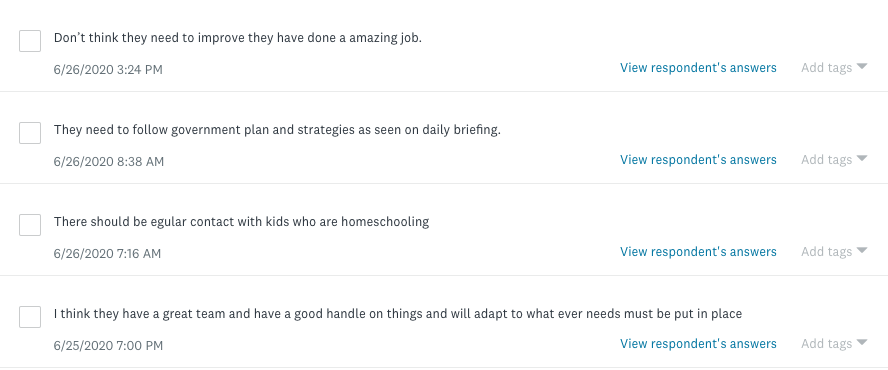 Don't think they need to improve they have done a amazing job.
6/26/2020 3:24 PM
View respondent's answers
Add tags
They need to follow government plan and strategies as seen on daily briefing.
6/26/2020 8:38 AM
View respondent's answers
Add tags
There should be egular contact with kids who are homeschooling
6/26/2020 7:16 AM
View respondent's answers
Add tags
I think they have a great team and have a good handle on things and will adapt to what ever needs must be put in place
6/25/2020 7:00 PM
View respondent's answers
Add tags